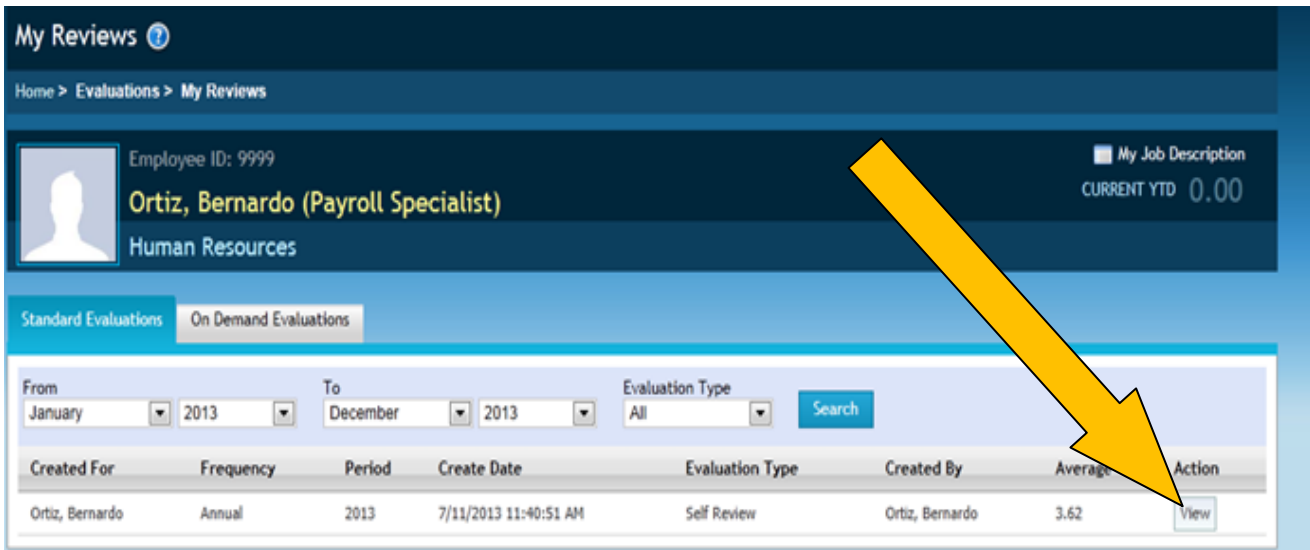 My Reviews ?
Home > Evaluations > My Reviews
Employee ID: 9999
My Job Description
Ortiz, Bernardo (Payroll Specialist)
CURRENT YTD 0.00
Human Resources
Standard Evaluations On Demand Evaluations
From To Evaluation Type
January 2013 December 2013 All Search
Created For Frequency Period Create Date Evaluation Type Created By Average Action
Ortiz, Bernardo Annual 2013 7/11/2013 11:40:51 AM Self Review Ortiz, Bernardo 3.62 View